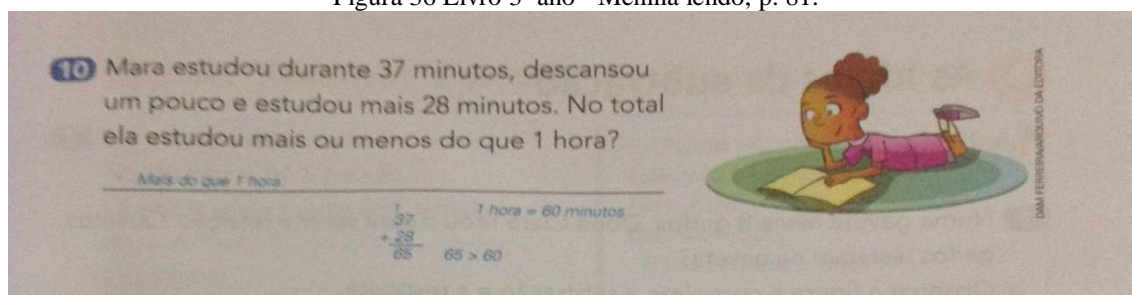 Figura 36 Livro 3º ano - Menina lendo, p. 81.
10 Mara estudou durante 37 minutos, descansou
um pouco e estudou mais 28 minutos. No total
ela estudou mais ou menos do que 1 hora?
Mais do que 1 hora.
1
37
1 hora = 60 minutos
+ 28
65
65 > 60
DAM FERREIRA/ARQUIVO DA EDITORA